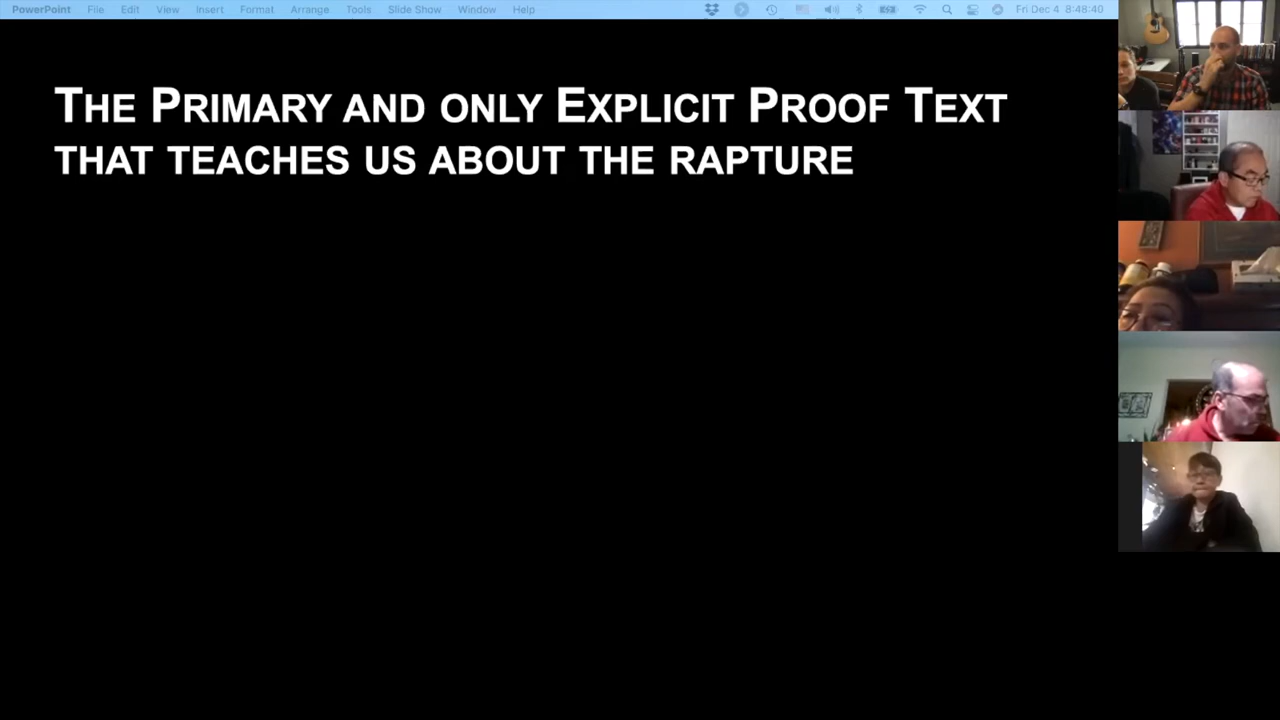 PowerPoint File Edit View Insert Format Arrange Tools Slide Show Window Help Fri Dec 4 8:48:40
THE PRIMARY AND ONLY EXPLICIT PROOF TEXT
THAT TEACHES US ABOUT THE RAPTURE